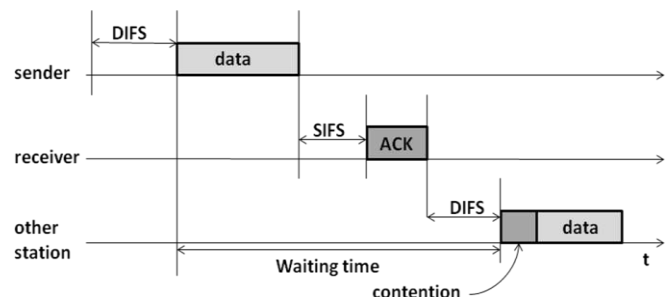 DIFS
data
sender
SIFS
ACK
receiver
DIFS
data
other
station
Waiting time
t
contention